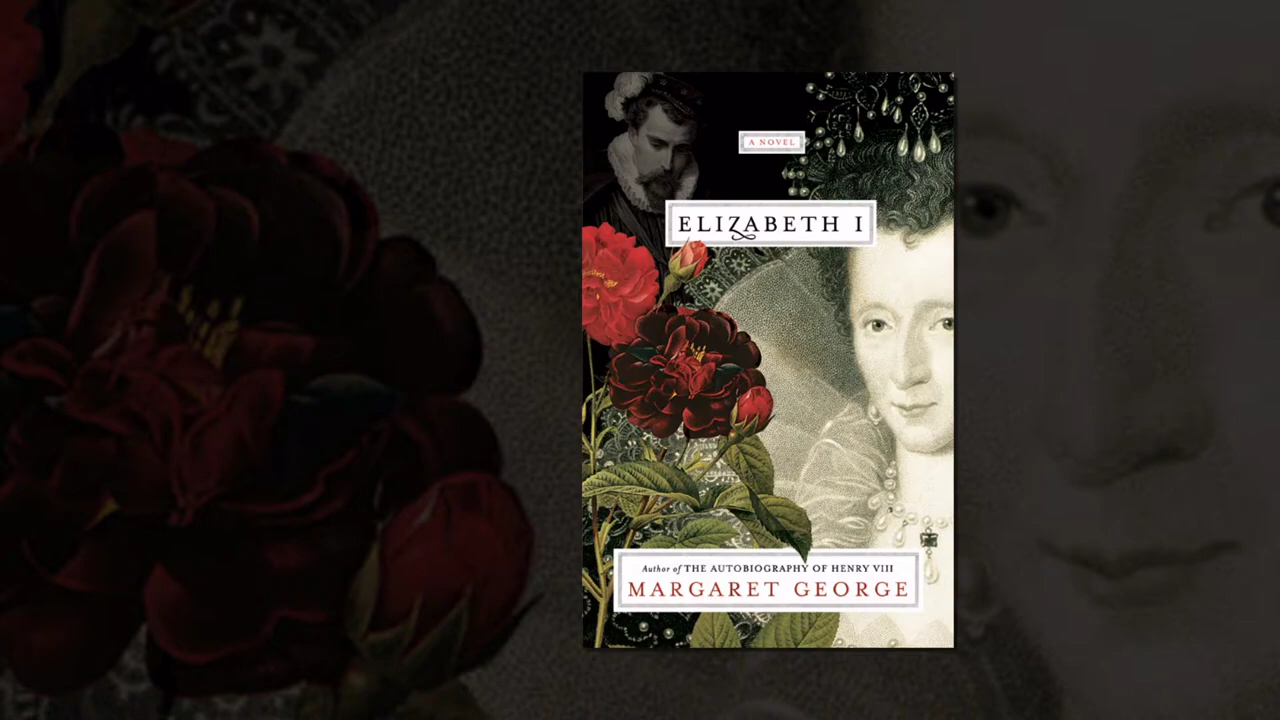 A NOVEL
ELIZABETH I
Author of THE AUTOBIOGRAPHY OF HENRY VIII
MARGARET GEORGE